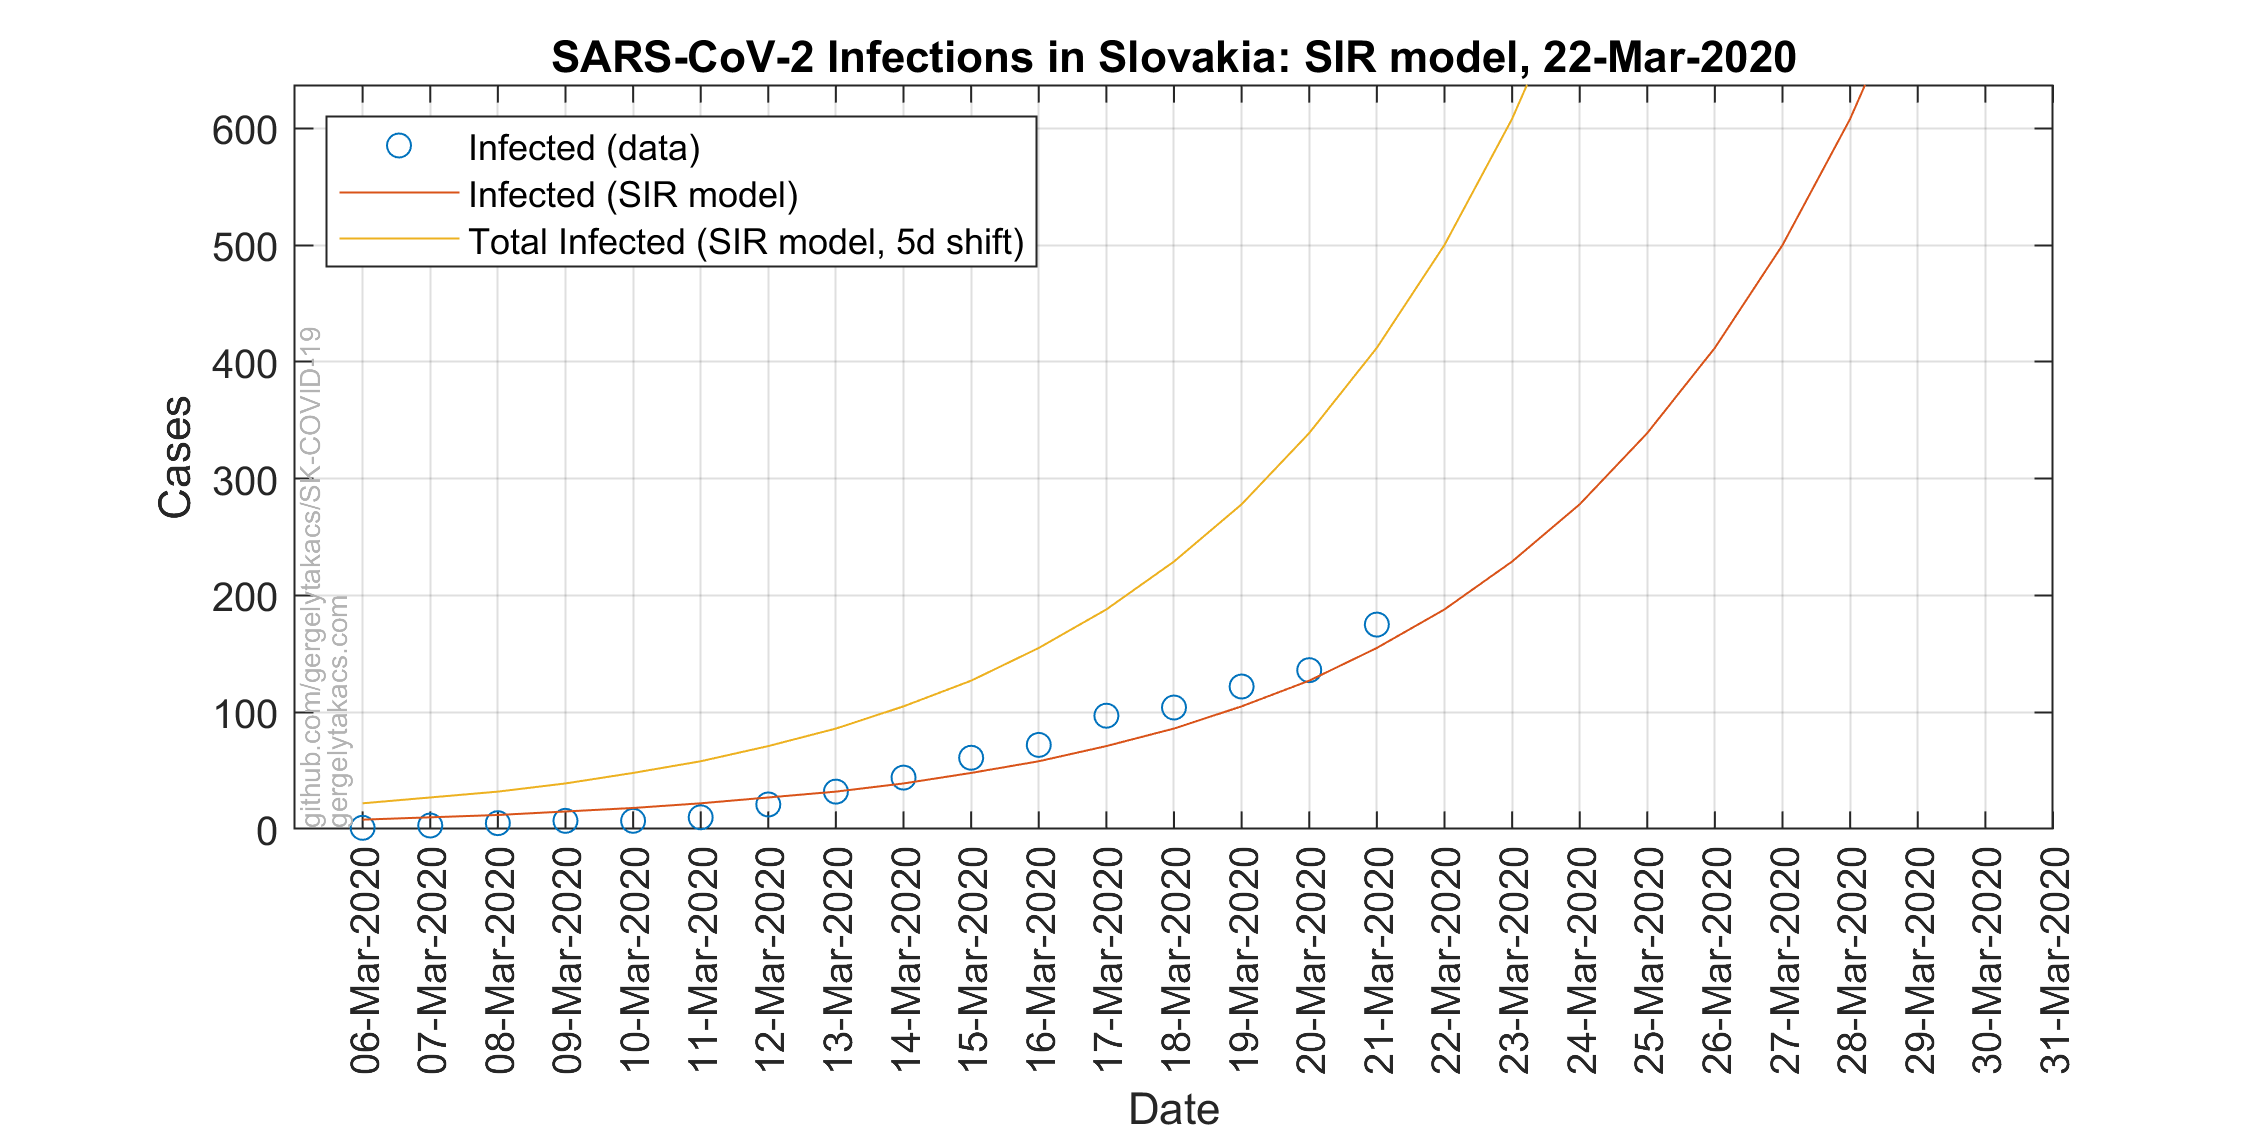 SARS-CoV-2 Infections in Slovakia: SIR model, 22-Mar-2020
Infected (data)
Infected (SIR model)
Total Infected (SIR model, 5d shift)
600
500
400
300
200
100
0
Cases
github.com/gergelytakacs/SK-COVID-19
gergelytakacs.com
06-Mar-2020
07-Mar-2020
08-Mar-2020
09-Mar-2020
10-Mar-2020
11-Mar-2020
12-Mar-2020
13-Mar-2020
14-Mar-2020
15-Mar-2020
16-Mar-2020
17-Mar-2020
18-Mar-2020
19-Mar-2020
20-Mar-2020
21-Mar-2020
22-Mar-2020
23-Mar-2020
24-Mar-2020
25-Mar-2020
26-Mar-2020
27-Mar-2020
28-Mar-2020
29-Mar-2020
30-Mar-2020
31-Mar-2020
Date